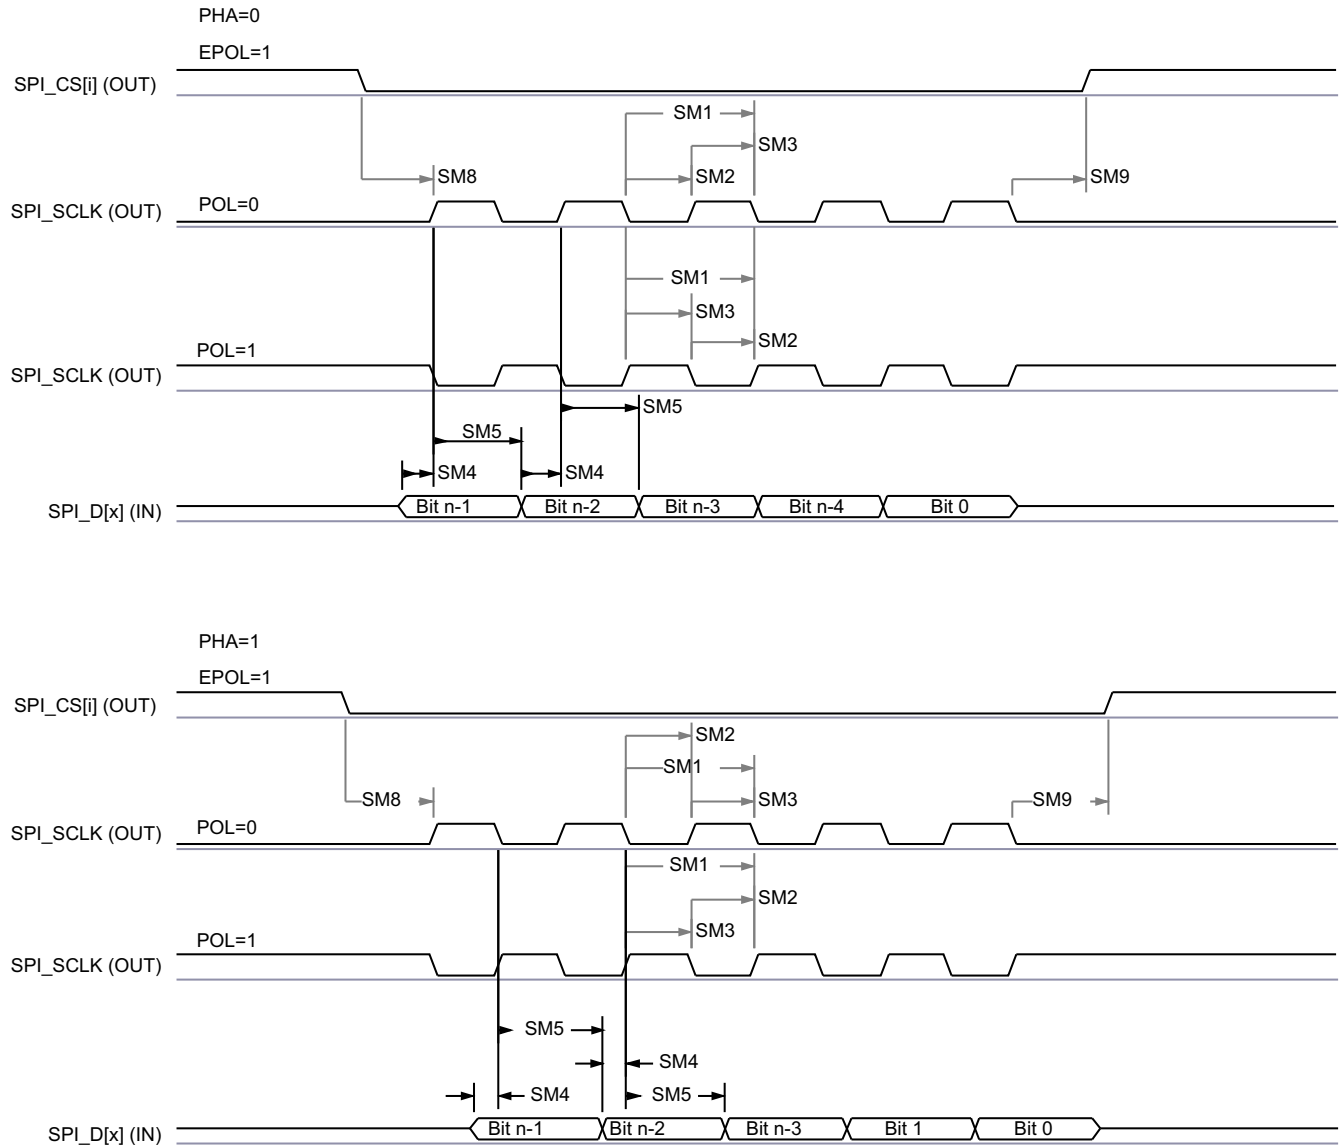 PHA=0
EPOL=1
SPI_CS[i] (OUT)
SM1
SM3
SM8
SM2
SM9
SPI_SCLK (OUT)
POL=0
SM1
SM3
SM2
POL=1
SPI_SCLK (OUT)
SM5
SM5
SM4
SM4
SPI_D[x] (IN)
Bit n-1
Bit n-2
Bit n-3
Bit n-4
Bit 0
PHA=1
EPOL=1
SPI_CS[i] (OUT)
SM2
SM1
SM8
SM3
SM9
SPI_SCLK (OUT)
POL=0
SM1
SM2
SM3
POL=1
SPI_SCLK (OUT)
SM5
SM4
SM4
SM5
SPI_D[x] (IN)
Bit n-1
Bit n-2
Bit n-3
Bit 1
Bit 0